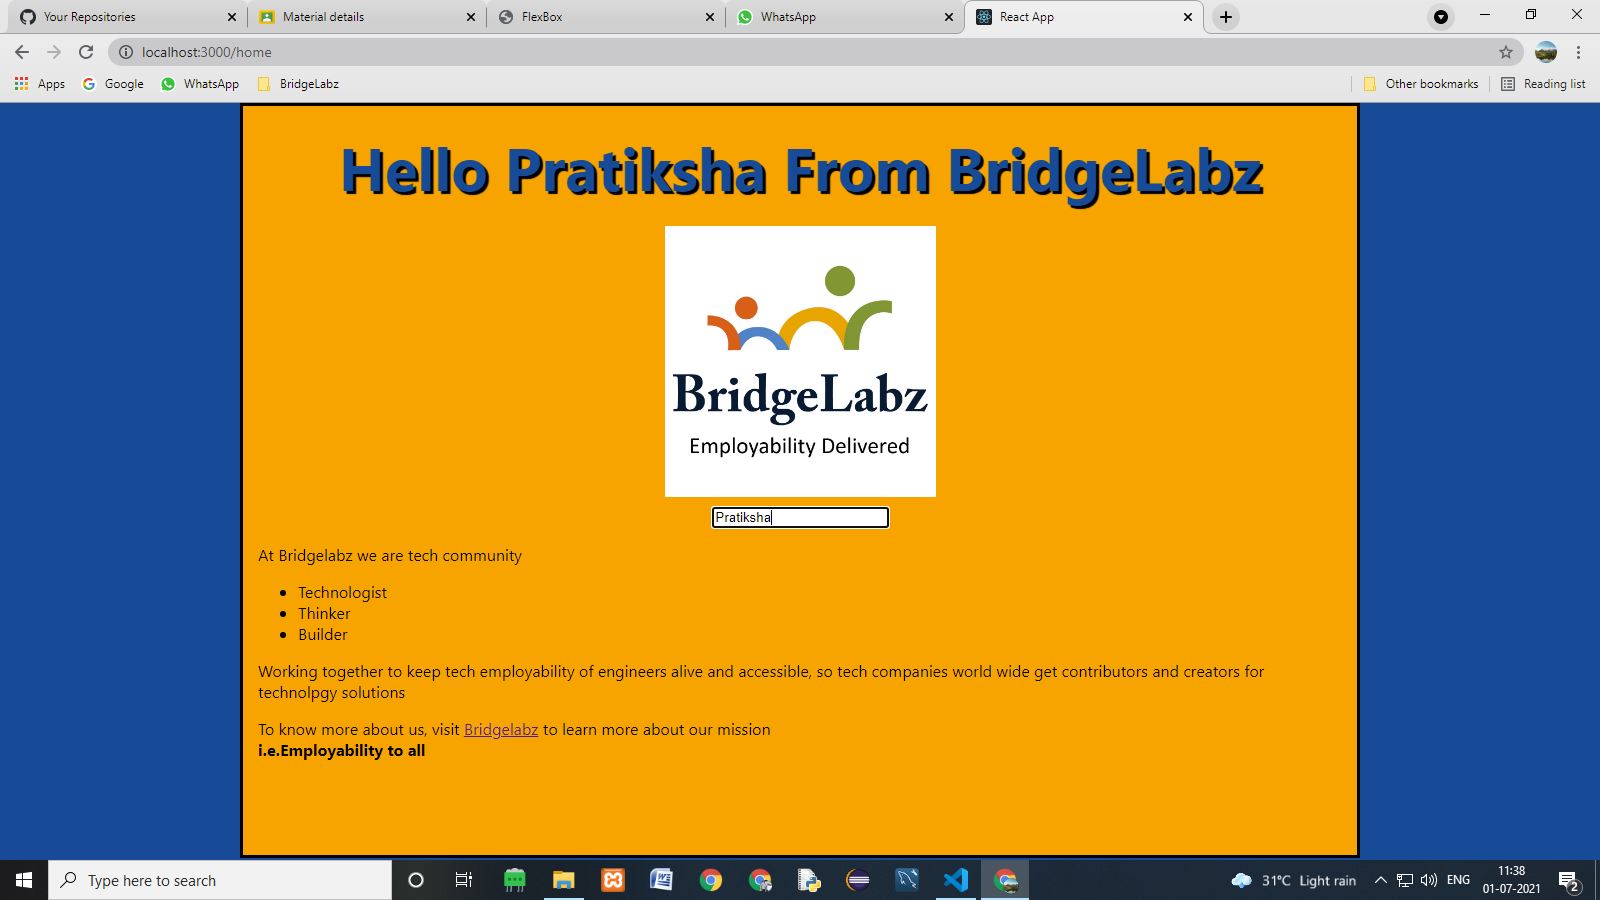 Your Repositories
Material details
FlexBox
WhatsApp
React App
localhost:3000/home
Apps
Google
WhatsApp
BridgeLabz
Other bookmarks
Reading list
Hello Pratiksha From BridgeLabz
BridgeLabz
Employability Delivered
Pratiksha
At Bridgelabz we are tech community
Technologist
Thinker
Builder
Working together to keep tech employability of engineers alive and accessible, so tech companies world wide get contributors and creators for
technolpgy solutions
To know more about us, visit Bridgelabz to learn more about our mission
i.e.Employability to all
Type here to search
31°C Light rain
ENG
11:38
01-07-2021
2